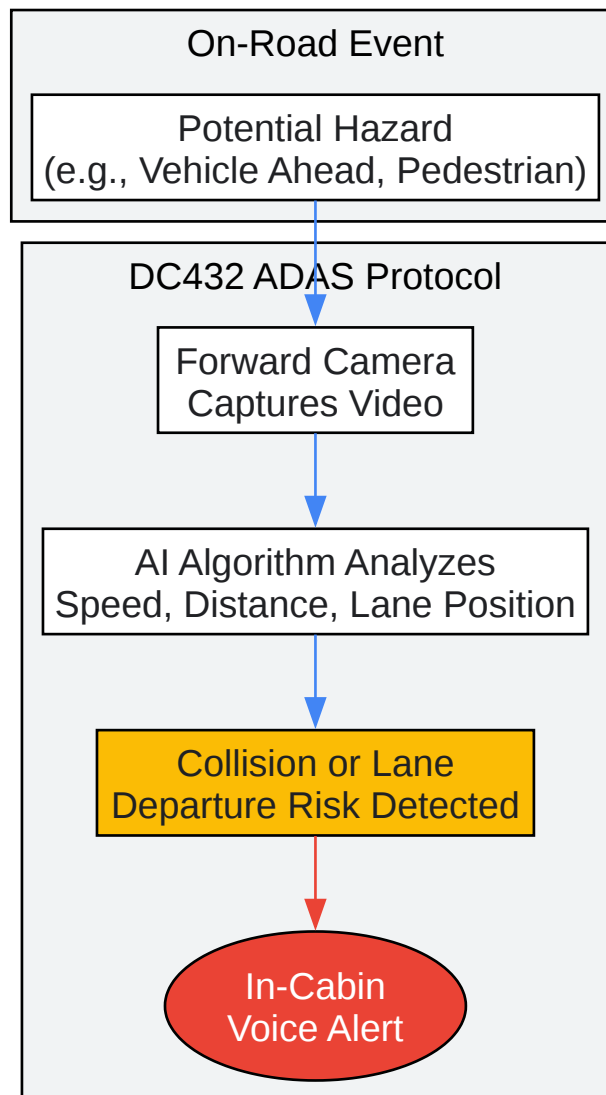 On-Road Event
Potential Hazard
(e.g., Vehicle Ahead, Pedestrian)
DC432 ADAS Protocol
Forward Camera
Captures Video
AI Algorithm Analyzes
Speed, Distance, Lane Position
Collision or Lane
Departure Risk Detected
In-Cabin
Voice Alert